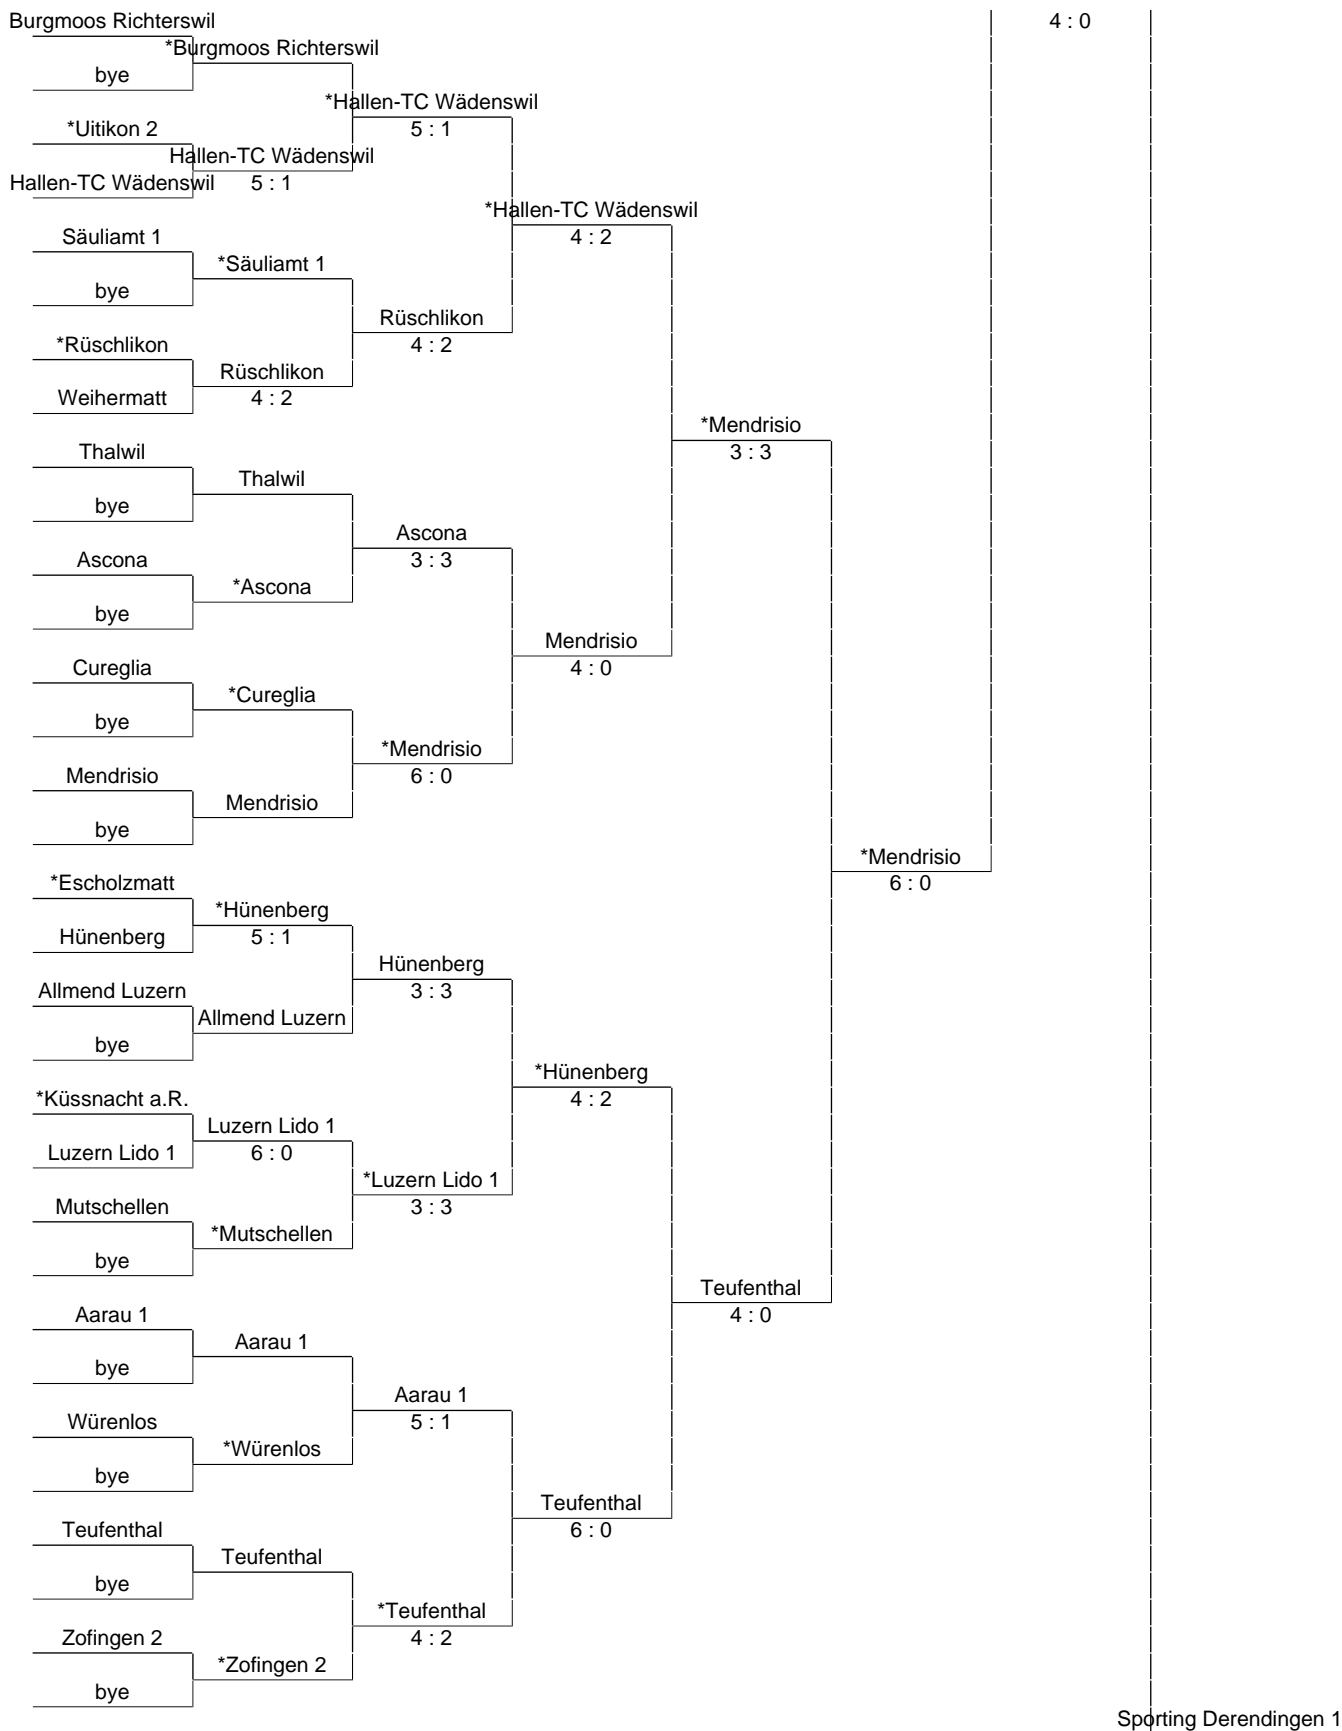 Burgmoos Richterswil
4 : 0
*Burgmoos Richterswil
bye
*Hallen-TC Wädenswil
*Uitikon 2
5 : 1
Hallen-TC Wädenswil
Hallen-TC Wädenswil
5 : 1
*Hallen-TC Wädenswil
Säuliamt 1
4 : 2
*Säuliamt 1
bye
Rüschlikon
*Rüschlikon
4 : 2
Rüschlikon
Weihermatt
4 : 2
*Mendrisio
Thalwil
3 : 3
Thalwil
bye
Ascona
Ascona
3 : 3
*Ascona
bye
Mendrisio
Cureglia
4 : 0
*Cureglia
bye
*Mendrisio
Mendrisio
6 : 0
Mendrisio
bye
*Mendrisio
*Escholzmatt
6 : 0
*Hünenberg
Hünenberg
5 : 1
Hünenberg
Allmend Luzern
3 : 3
Allmend Luzern
bye
*Hünenberg
*Küssnacht a.R.
4 : 2
Luzern Lido 1
Luzern Lido 1
6 : 0
*Luzern Lido 1
Mutschellen
3 : 3
*Mutschellen
bye
Teufenthal
Aarau 1
4 : 0
Aarau 1
bye
Aarau 1
Würenlos
5 : 1
*Würenlos
bye
Teufenthal
Teufenthal
6 : 0
Teufenthal
bye
*Teufenthal
Zofingen 2
4 : 2
*Zofingen 2
bye
Sporting Derendingen 1